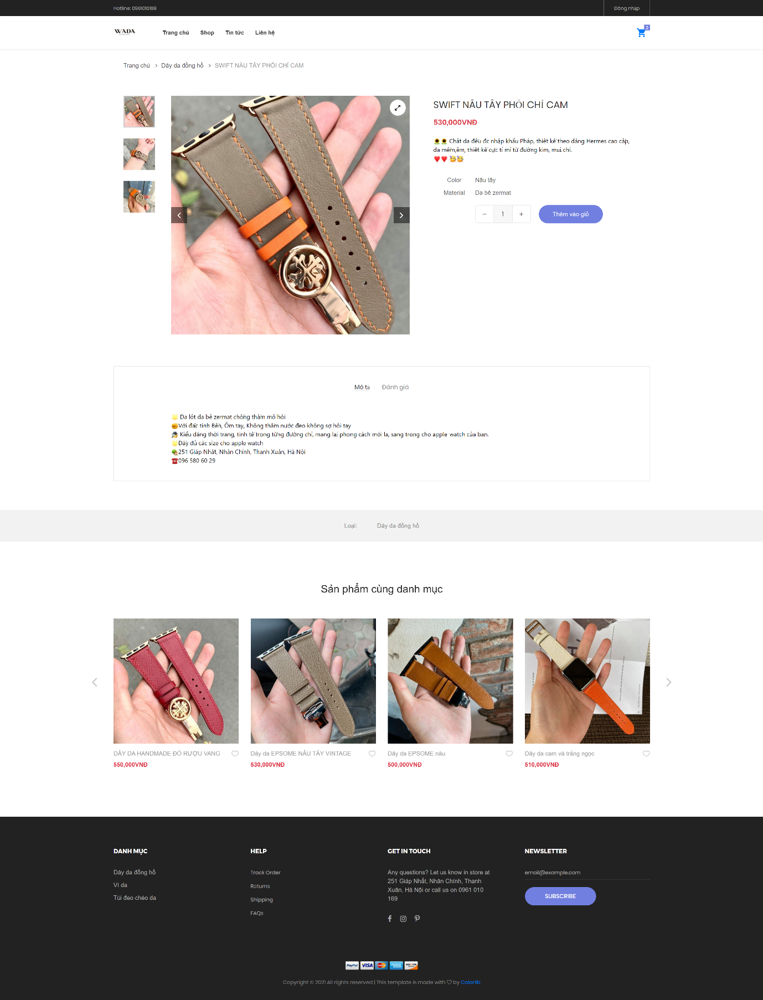 Hotline: 0961010169
Đăng nhập
WADA
Trang chủ
Shop
Tin tức
Liên hệ
2
Trang chủ > Dây da đồng hồ > SWIFT NÂU TÂY PHỐI CHỈ CAM
SWIFT NÂU TÂY PHỐI CHỈ CAM
530,000VNĐ
🌻🌻 Chất da đều đc nhập khẩu Pháp, thiết kế theo dáng Hermes cao cấp,
da mềm,êm, thiết kế cực tỉ mỉ từ đường kim, mũi chỉ.
❤️❤️ 🥰🥰
Color Nâu tây
Material Da bê zermat
− 1 +
Thêm vào giỏ
Mô tả
Đánh giá
🌟 Da lót da bê zermat chống thấm mồ hôi
✊Với đặc tính Bền, Ôm tay, Không thấm nước đeo không sợ hôi tay
Kiểu dáng thời trang, tinh tế trong từng đường chỉ, mang lại phong cách mới lạ, sang trọng cho apple watch của bạn.
🌟Đầy đủ các size cho apple watch
🏡251 Giáp Nhất, Nhân Chính, Thanh Xuân, Hà Nội
☎️096 580 60 29
Loại: Dây da đồng hồ
Sản phẩm cùng danh mục
DÂY DA HANDMADE ĐỎ RƯỢU VANG
550,000VNĐ
Dây da EPSOME NÂU TÂY VINTAGE
530,000VNĐ
Dây da EPSOME nâu
500,000VNĐ
Dây da cam và trắng ngọc
510,000VNĐ
DANH MỤC
Dây da đồng hồ
Ví da
Túi đeo chéo da
HELP
Track Order
Returns
Shipping
FAQs
GET IN TOUCH
Any questions? Let us know in store at
251 Giáp Nhất, Nhân Chính, Thanh
Xuân, Hà Nội or call us on 0961 010
169
NEWSLETTER
email@example.com
SUBSCRIBE
PayPal VISA DISCOVER
Copyright © 2021 All rights reserved | This template is made with ♡ by Colorlib